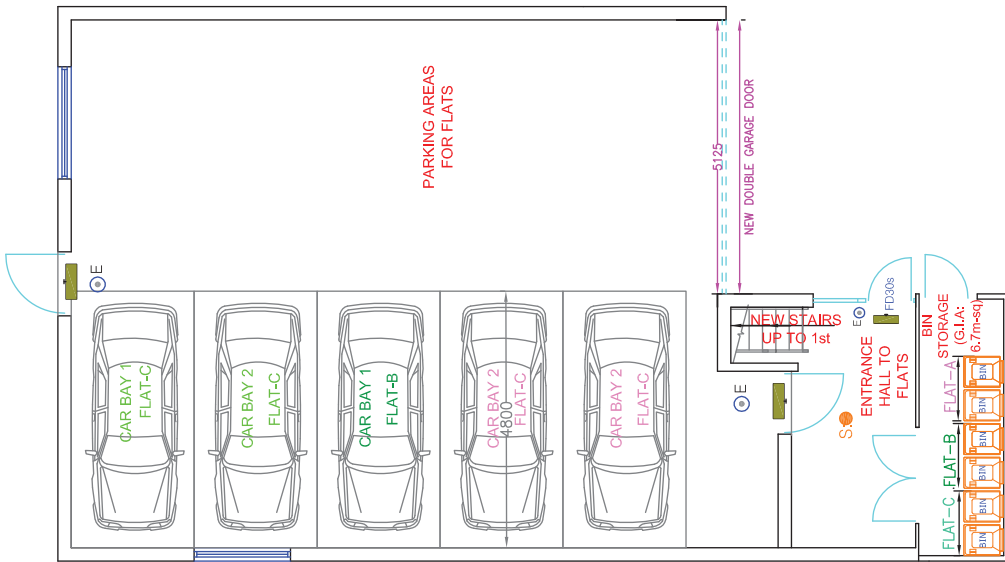 PARKING AREAS
FOR FLATS
5125
NEW DOUBLE GARAGE DOOR
E
CAR BAY 1
FLAT-C
CAR BAY 2
FLAT-C
CAR BAY 1
FLAT-B
CAR BAY 2
FLAT-C
4800
CAR BAY 2
FLAT-C
NEW STAIRS
UP TO 1st
E
FD30s
E
S
ENTRANCE
HALL TO
FLATS
BIN
STORAGE
(G.I.A:
6.7m-sq)
FLAT-A
FLAT-B
FLAT-C
BIN
BIN
BIN
BIN
BIN
BIN